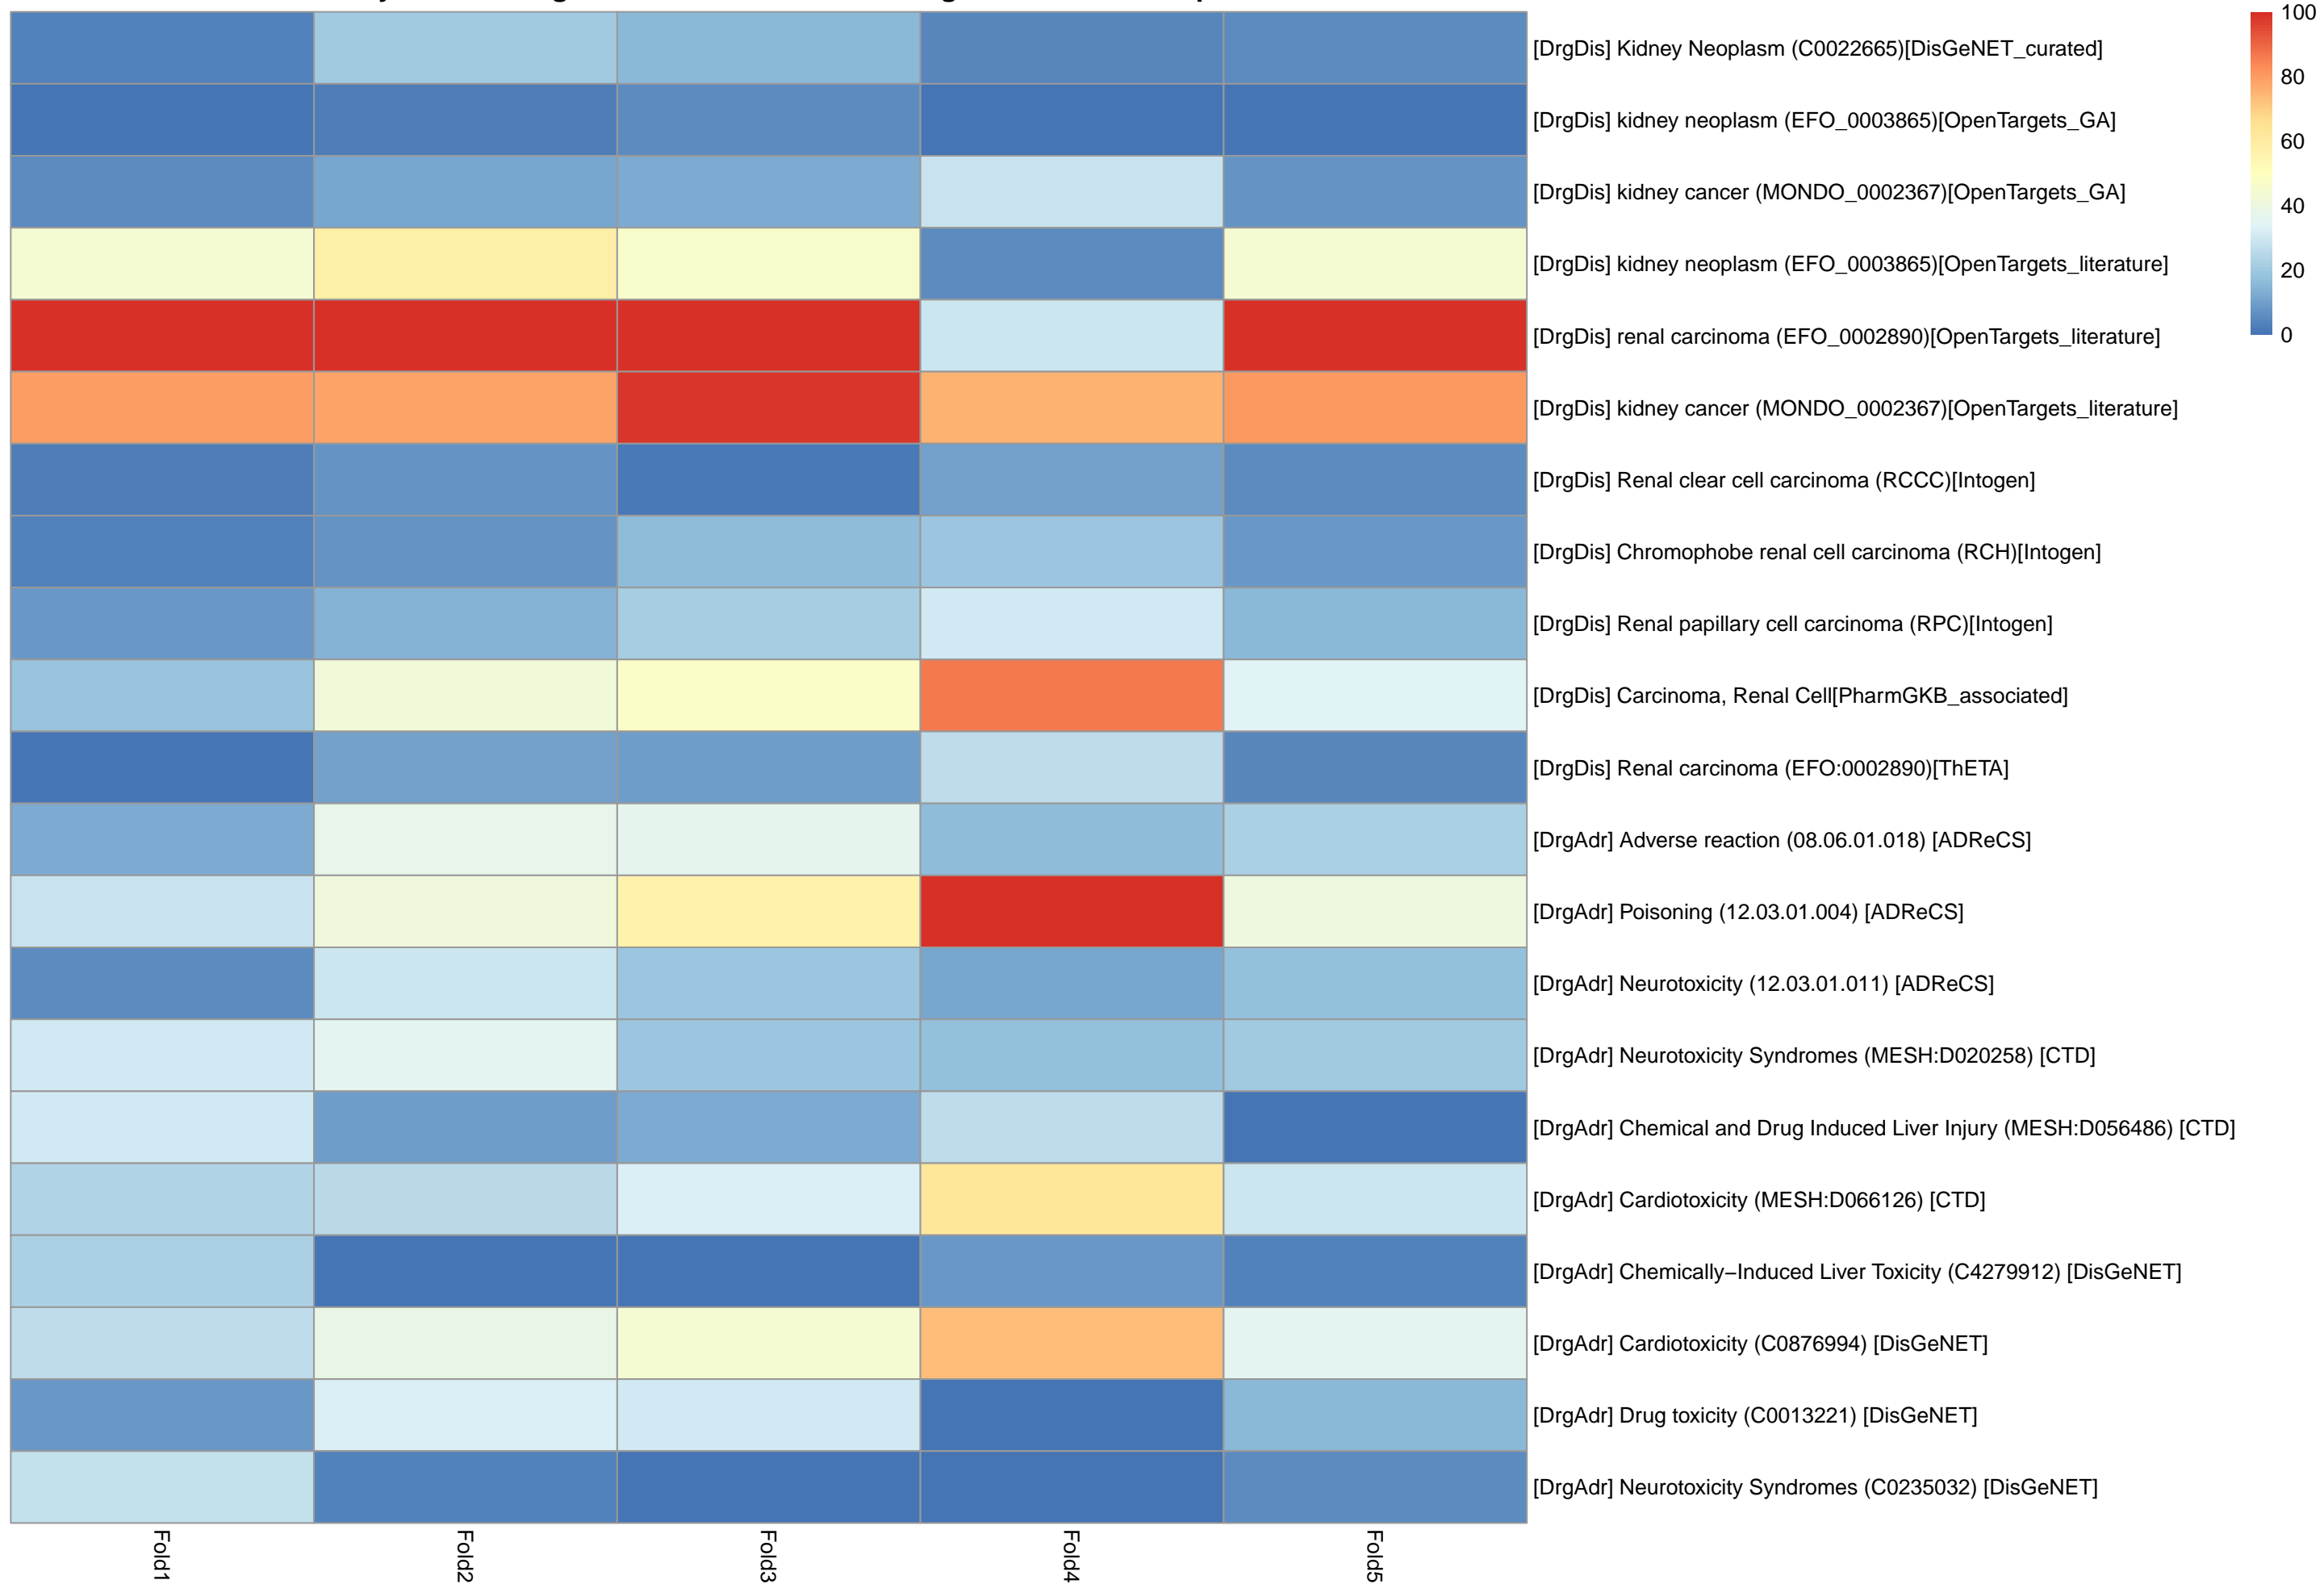 [DrgDis] Kidney Neoplasm (C0022665)[DisGeNET_curated]
[DrgDis] kidney neoplasm (EFO_0003865)[OpenTargets_GA]
[DrgDis] kidney cancer (MONDO_0002367)[OpenTargets_GA]
[DrgDis] kidney neoplasm (EFO_0003865)[OpenTargets_literature]
[DrgDis] renal carcinoma (EFO_0002890)[OpenTargets_literature]
[DrgDis] kidney cancer (MONDO_0002367)[OpenTargets_literature]
[DrgDis] Renal clear cell carcinoma (RCCC)[Intogen]
[DrgDis] Chromophobe renal cell carcinoma (RCH)[Intogen]
[DrgDis] Renal papillary cell carcinoma (RPC)[Intogen]
[DrgDis] Carcinoma, Renal Cell[PharmGKB_associated]
[DrgDis] Renal carcinoma (EFO:0002890)[ThETA]
[DrgAdr] Adverse reaction (08.06.01.018) [ADReCS]
[DrgAdr] Poisoning (12.03.01.004) [ADReCS]
[DrgAdr] Neurotoxicity (12.03.01.011) [ADReCS]
[DrgAdr] Neurotoxicity Syndromes (MESH:D020258) [CTD]
[DrgAdr] Chemical and Drug Induced Liver Injury (MESH:D056486) [CTD]
[DrgAdr] Cardiotoxicity (MESH:D066126) [CTD]
[DrgAdr] Chemically−Induced Liver Toxicity (C4279912) [DisGeNET]
[DrgAdr] Cardiotoxicity (C0876994) [DisGeNET]
[DrgAdr] Drug toxicity (C0013221) [DisGeNET]
[DrgAdr] Neurotoxicity Syndromes (C0235032) [DisGeNET]
Fold1
Fold2
Fold3
Fold4
Fold5
100
80
60
40
20
0